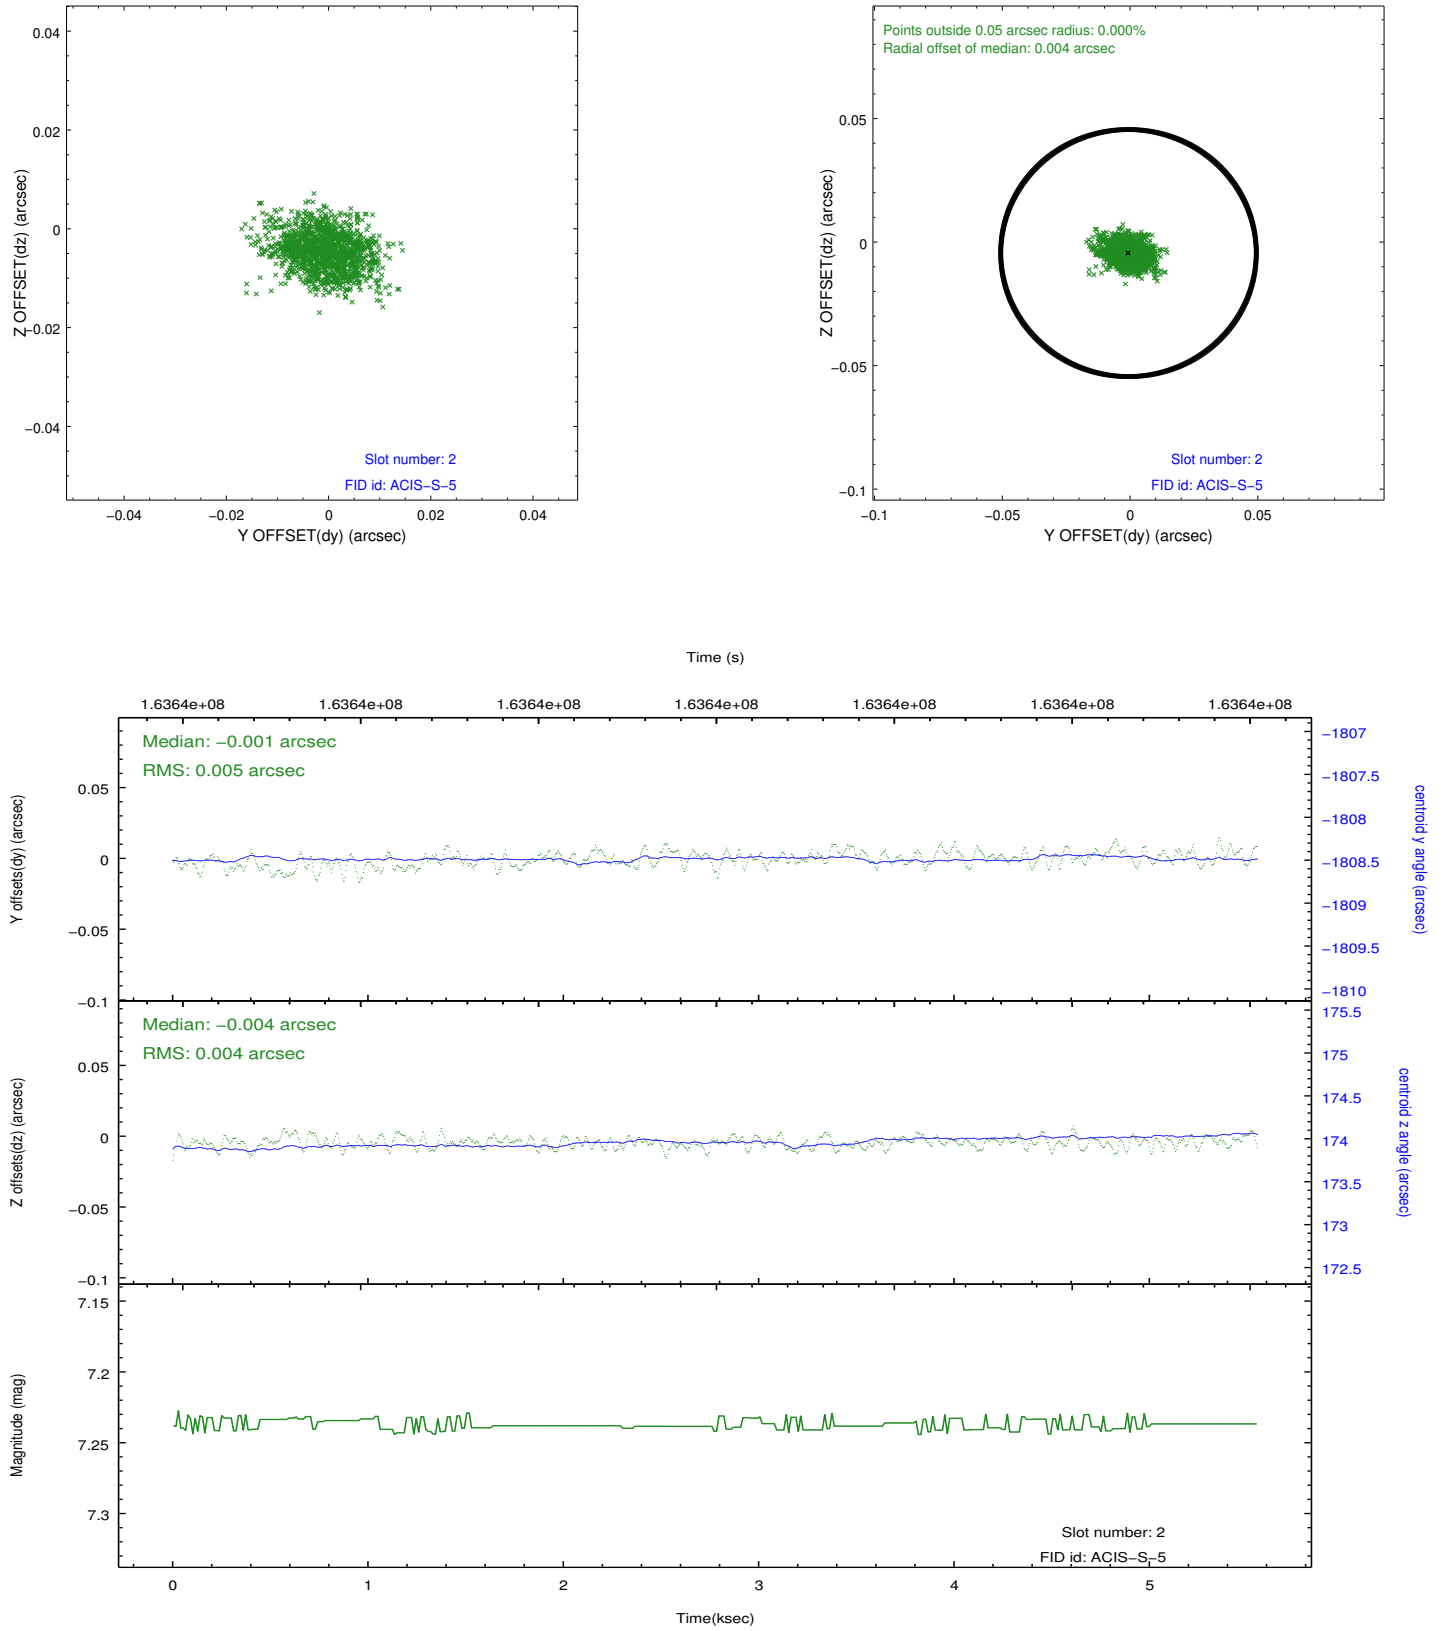 0.04
0.02
0
−0.02
−0.04
Z OFFSET(dz) (arcsec)
Slot number: 2
FID id: ACIS−S−5
−0.04
−0.02
0
0.02
0.04
Y OFFSET(dy) (arcsec)
Points outside 0.05 arcsec radius: 0.000%
Radial offset of median: 0.004 arcsec
0.05
0
−0.05
−0.1
Z OFFSET(dz) (arcsec)
Slot number: 2
FID id: ACIS−S−5
−0.1
−0.05
0
0.05
Y OFFSET(dy) (arcsec)
Time (s)
1.6364e+08
1.6364e+08
1.6364e+08
1.6364e+08
1.6364e+08
1.6364e+08
1.6364e+08
Median: −0.001 arcsec
RMS: 0.005 arcsec
0.05
0
−0.05
−0.1
Y offsets(dy) (arcsec)
−1807
−1807.5
−1808
−1808.5
−1809
−1809.5
−1810
centroid y angle (arcsec)
Median: −0.004 arcsec
RMS: 0.004 arcsec
0.05
0
−0.05
−0.1
Z offsets(dz) (arcsec)
175.5
175
174.5
174
173.5
173
172.5
centroid z angle (arcsec)
7.15
7.2
7.25
7.3
Magnitude (mag)
Slot number: 2
FID id: ACIS−S−5
0
1
2
3
4
5
Time(ksec)